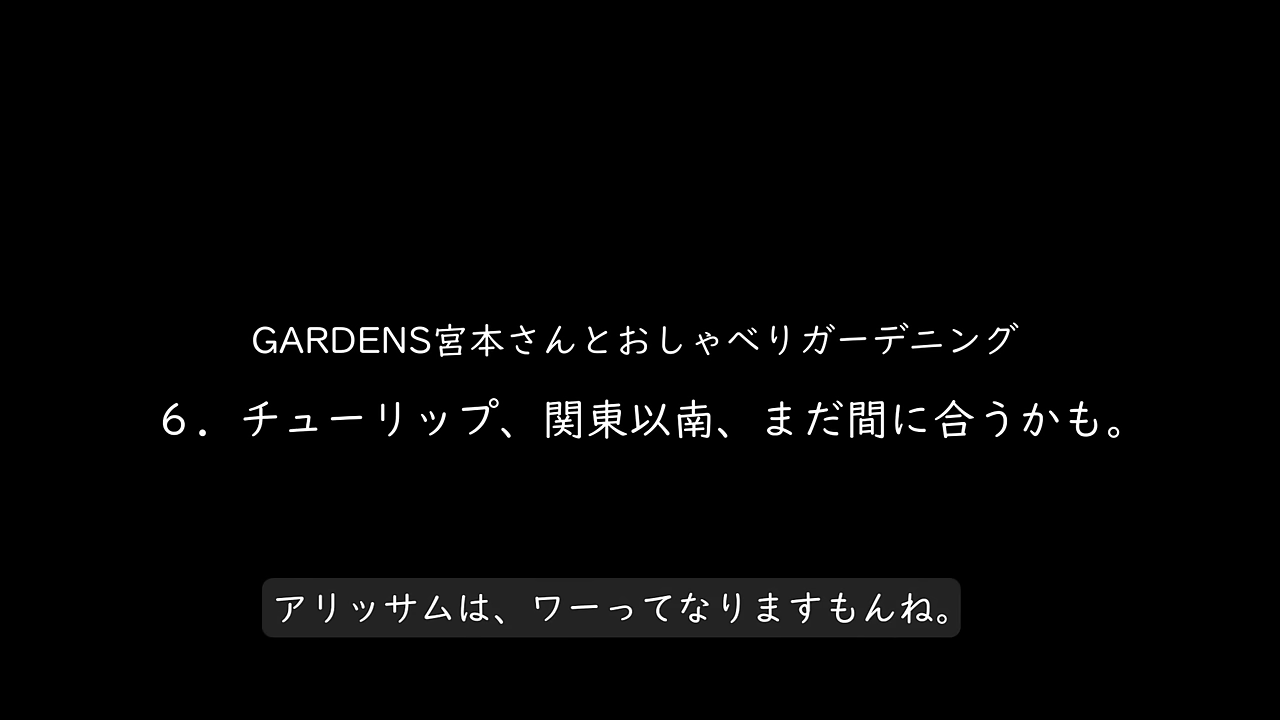 GARDENS宮本さんとおしゃべりガーデニング
６．チューリップ、関東以南、まだ間に合うかも。
アリッサムは、ワーってなりますもんね。